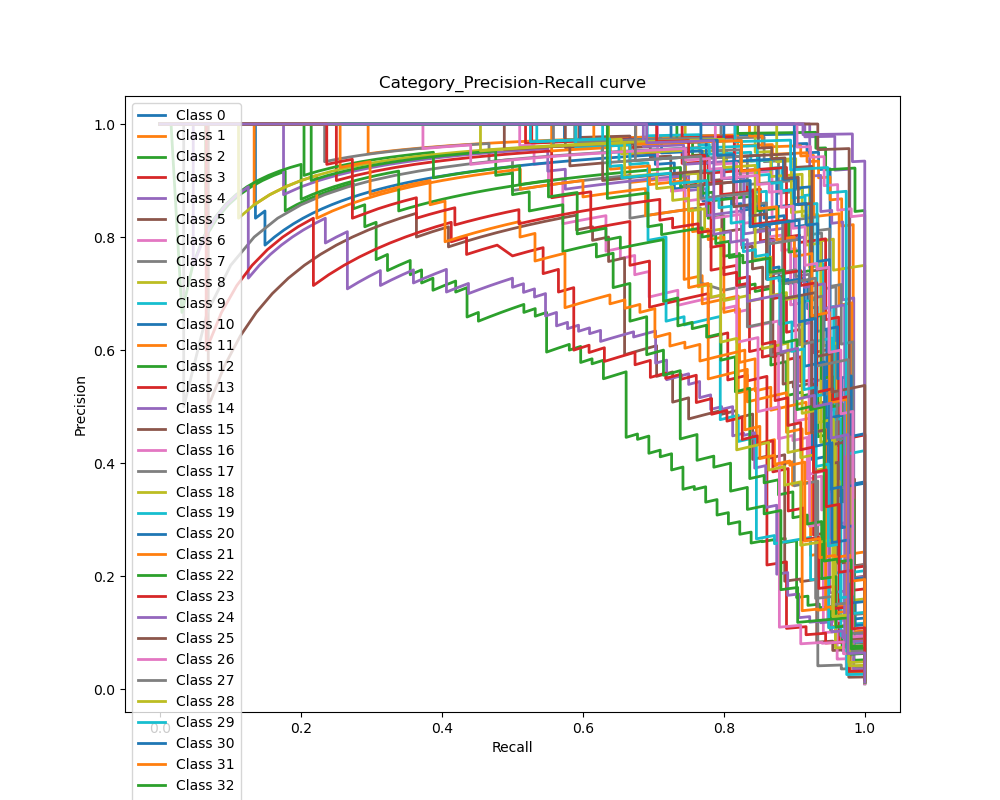 Category_Precision-Recall curve
Precision
1.0
0.8
0.6
0.4
0.2
0.0
Class 0
Class 1
Class 2
Class 3
Class 4
Class 5
Class 6
Class 7
Class 8
Class 9
Class 10
Class 11
Class 12
Class 13
Class 14
Class 15
Class 16
Class 17
Class 18
Class 19
Class 20
Class 21
Class 22
Class 23
Class 24
Class 25
Class 26
Class 27
Class 28
Class 29
Class 30
Class 31
Class 32
0.0 0.2 0.4 0.6 0.8 1.0
Recall